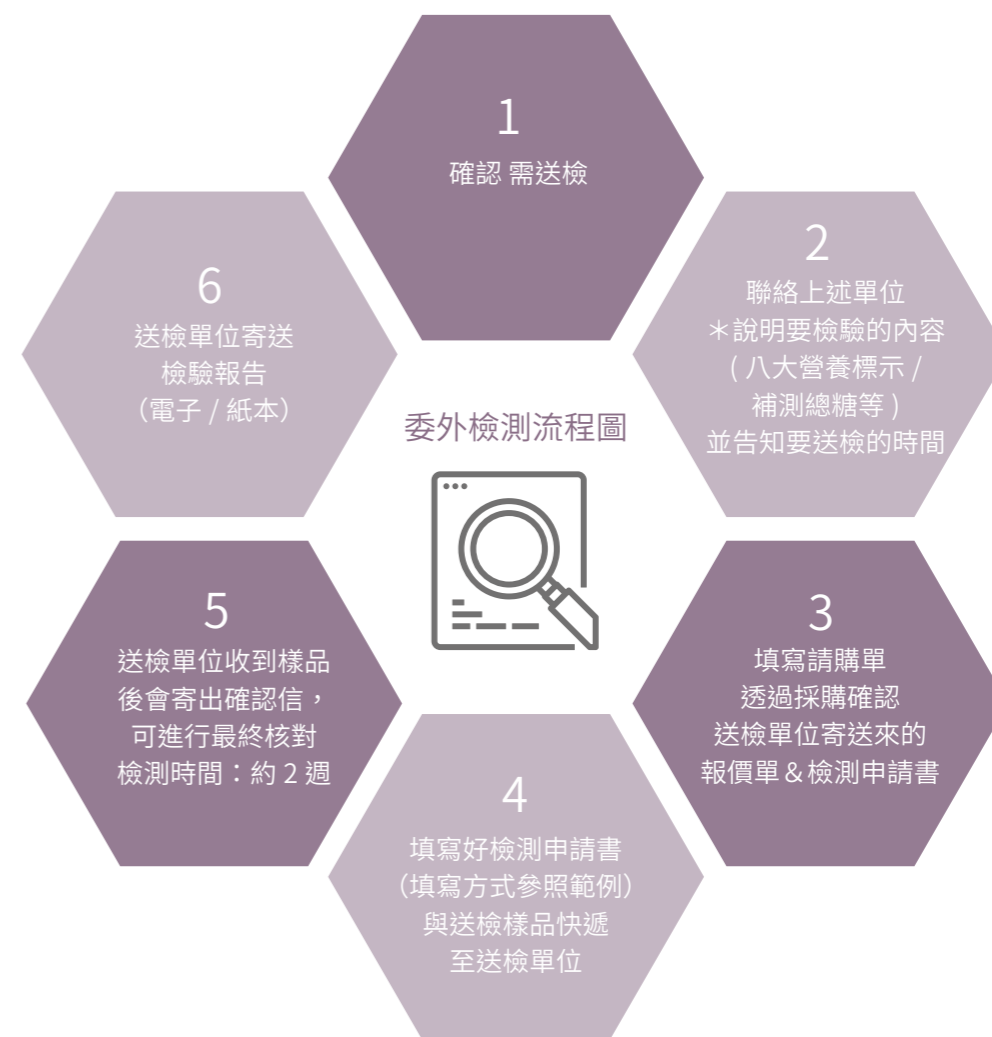 1
確認 需送檢
2
聯絡上述單位
＊說明要檢驗的內容
( 八大營養標示 /
補測總糖等 )
並告知要送檢的時間
3
填寫請購單
透過採購確認
送檢單位寄送來的
報價單＆檢測申請書
4
填寫好檢測申請書
（填寫方式參照範例）
與送檢樣品快遞
至送檢單位
5
送檢單位收到樣品
後會寄出確認信，
可進行最終核對
檢測時間：約 2 週
6
送檢單位寄送
檢驗報告
（電子 / 紙本）
委外檢測流程圖